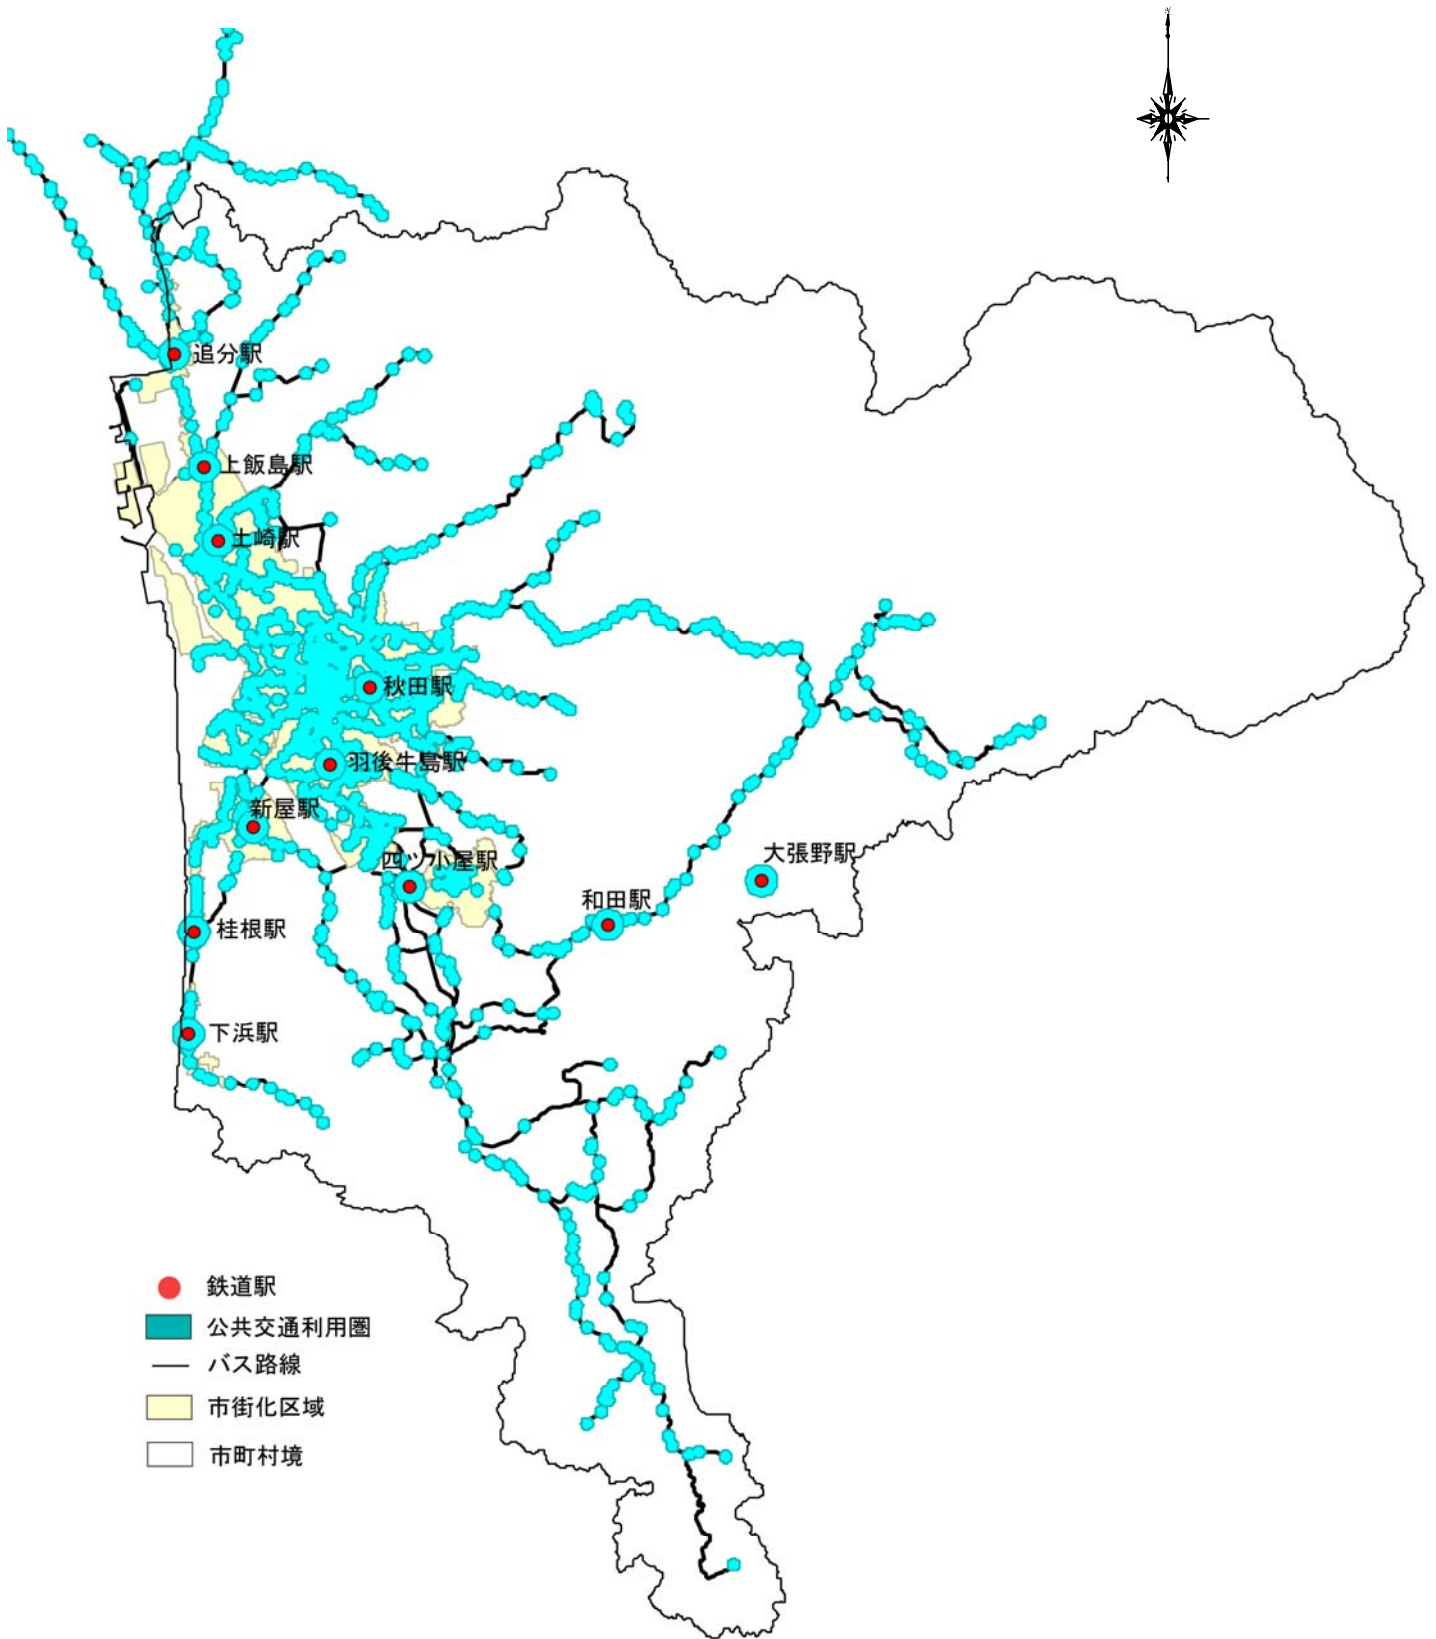 追分駅
上飯島駅
土崎駅
秋田駅
羽後牛島駅
新屋駅
大張野駅
四ツ小屋駅
和田駅
桂根駅
下浜駅
鉄道駅
公共交通利用圏
バス路線
市街化区域
市町村境